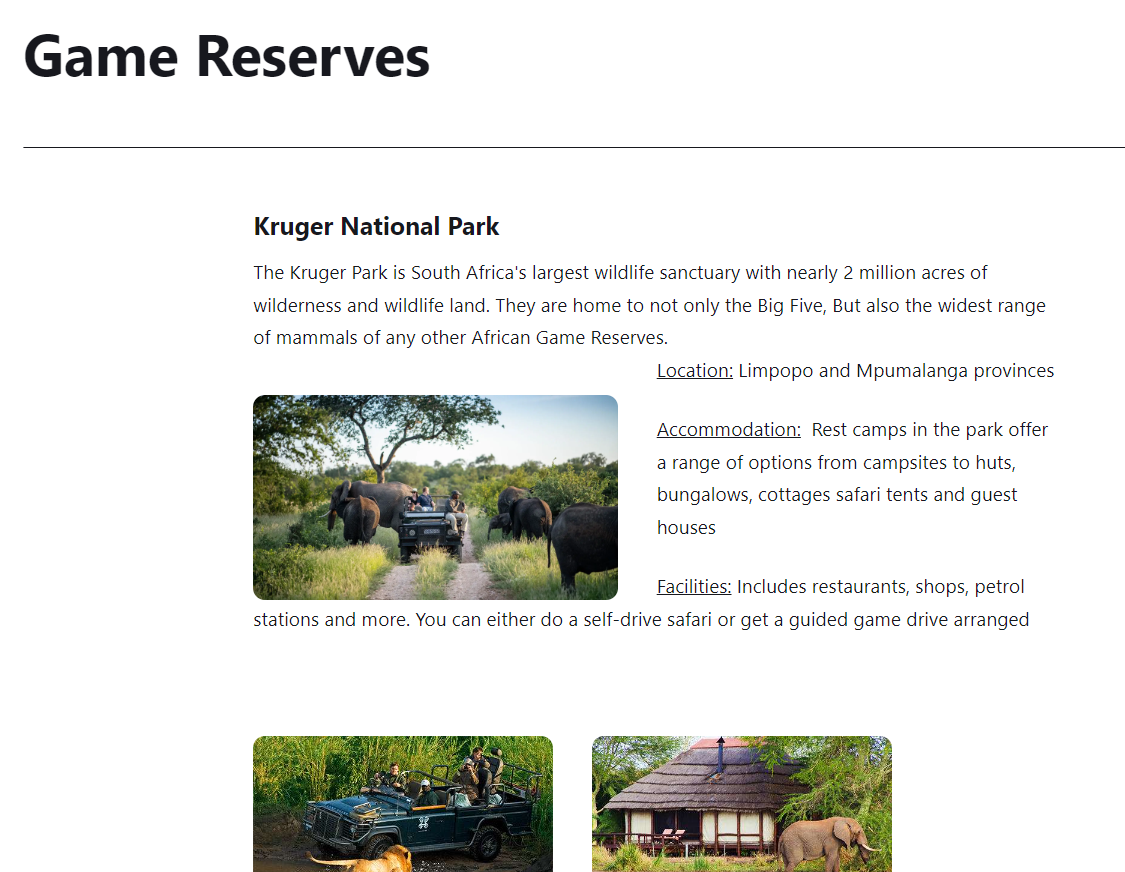 Game Reserves
Kruger National Park
The Kruger Park is South Africa's largest wildlife sanctuary with nearly 2 million acres of
wilderness and wildlife land. They are home to not only the Big Five, But also the widest range
of mammals of any other African Game Reserves.
Location: Limpopo and Mpumalanga provinces
Accommodation:  Rest camps in the park offer
a range of options from campsites to huts,
bungalows, cottages safari tents and guest
houses
Facilities: Includes restaurants, shops, petrol
stations and more. You can either do a self-drive safari or get a guided game drive arranged